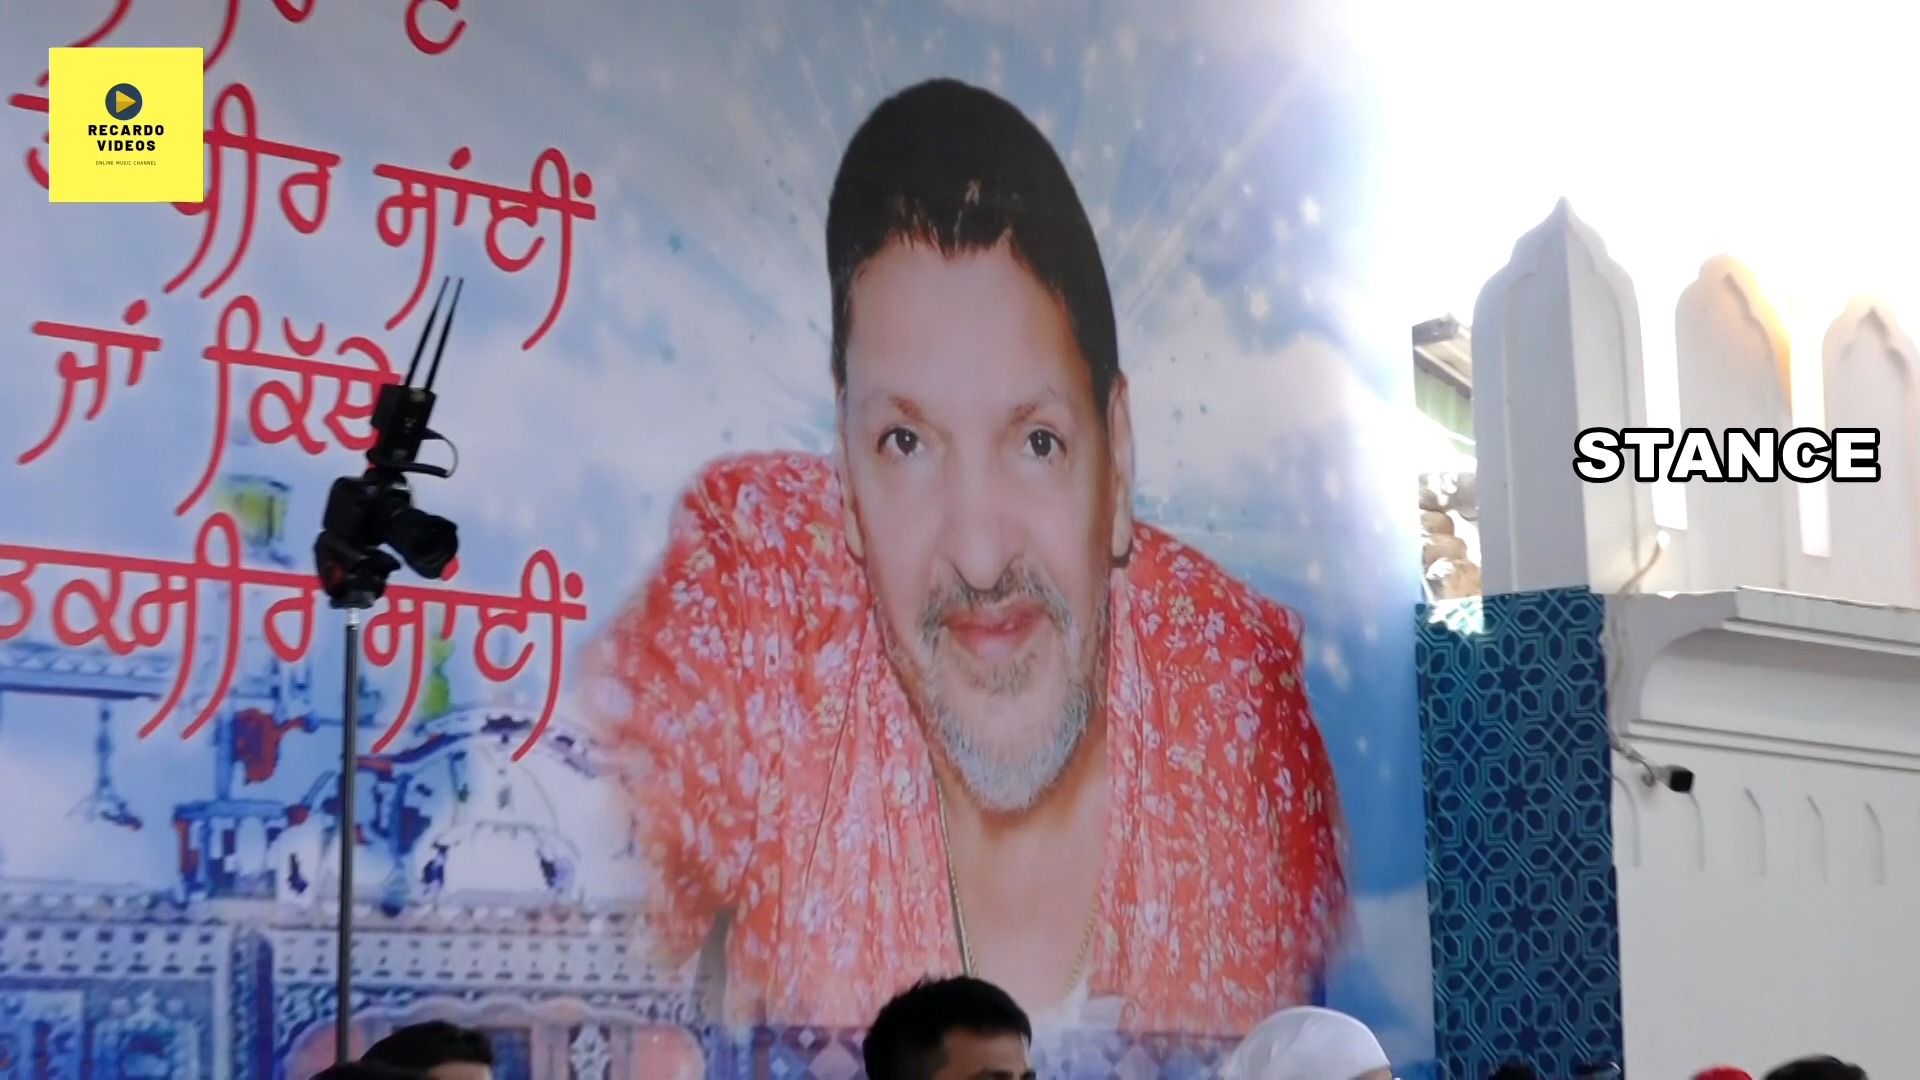 ਪੀਰ ਸਾਂਈਂ
ਜਾਂ ਕਿੱਸੇ
ਤਕਸੀਰ ਸਾਂਈਂ
RECARDO
VIDEOS
ONLINE MUSIC CHANNEL
STANCE